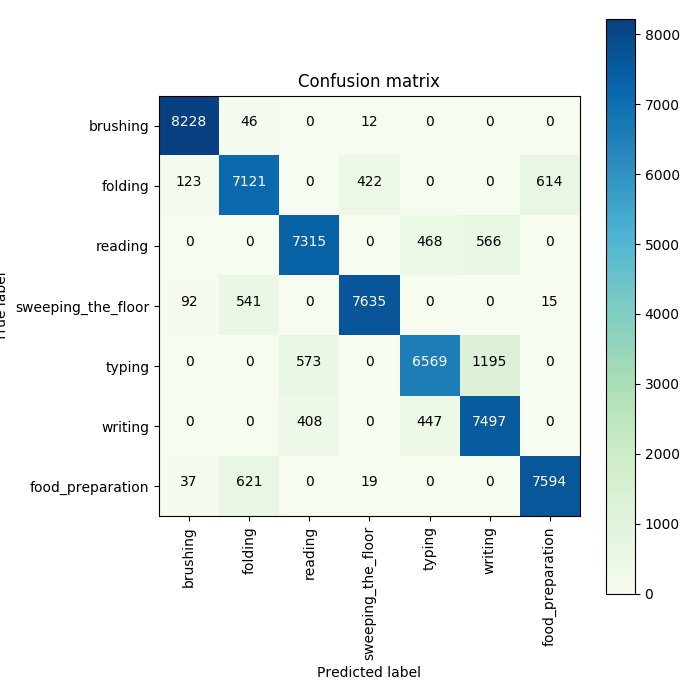 Confusion matrix
brushing 8228 46 0 12 0 0 0
folding 123 7121 0 422 0 0 614
reading 0 0 7315 0 468 566 0
sweeping_the_floor 92 541 0 7635 0 0 15
typing 0 0 573 0 6569 1195 0
writing 0 0 408 0 447 7497 0
food_preparation 37 621 0 19 0 0 7594
brushing
folding
reading
sweeping_the_floor
typing
writing
food_preparation
Predicted label
True label
8000
7000
6000
5000
4000
3000
2000
1000
0